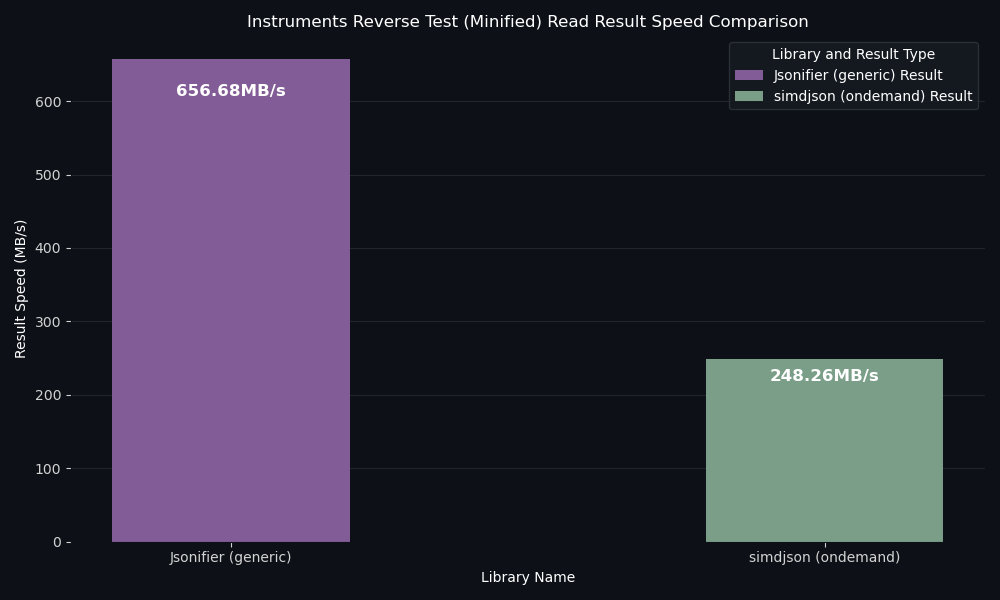 Instruments Reverse Test (Minified) Read Result Speed Comparison
Library and Result Type
Jsonifier (generic) Result
simdjson (ondemand) Result
656.68MB/s
248.26MB/s
Result Speed (MB/s)
600
500
400
300
200
100
0
Jsonifier (generic)
simdjson (ondemand)
Library Name